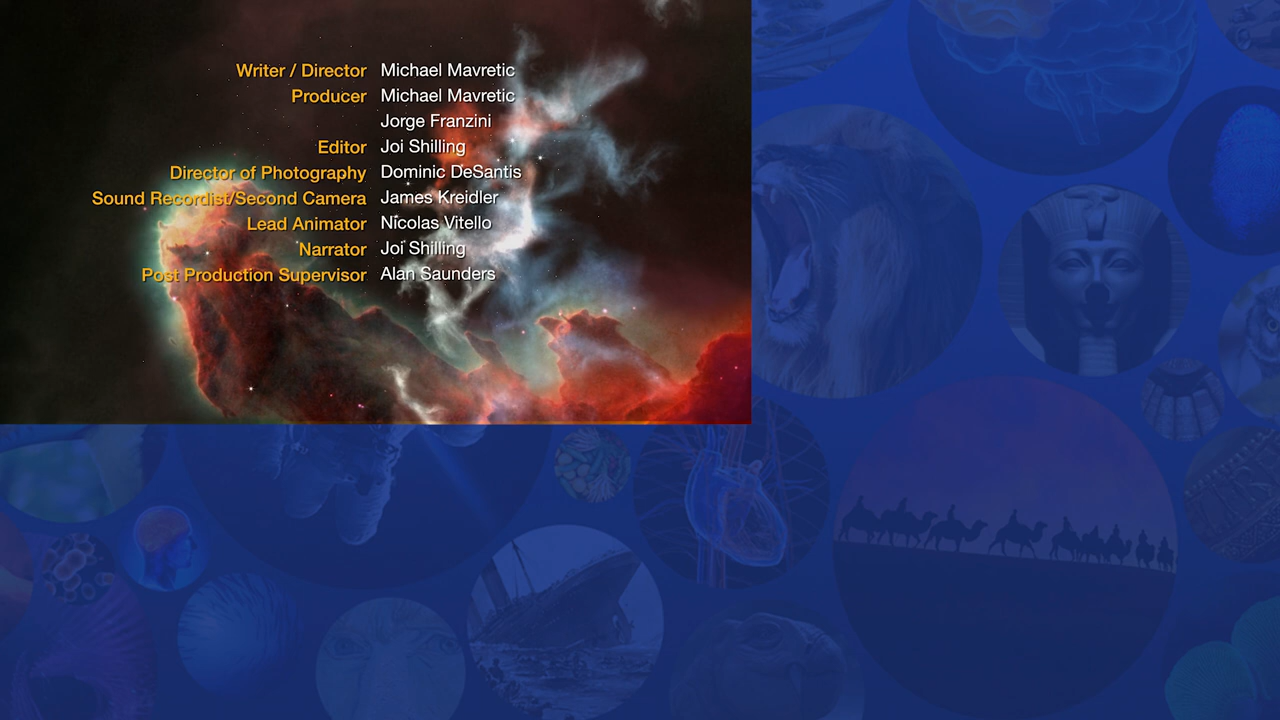 Writer / Director Michael Mavretic
Producer Michael Mavretic
Jorge Franzini
Editor Joi Shilling
Director of Photography Dominic DeSantis
Sound Recordist/Second Camera James Kreidler
Lead Animator Nicolas Vitello
Narrator Joi Shilling
Post Production Supervisor Alan Saunders